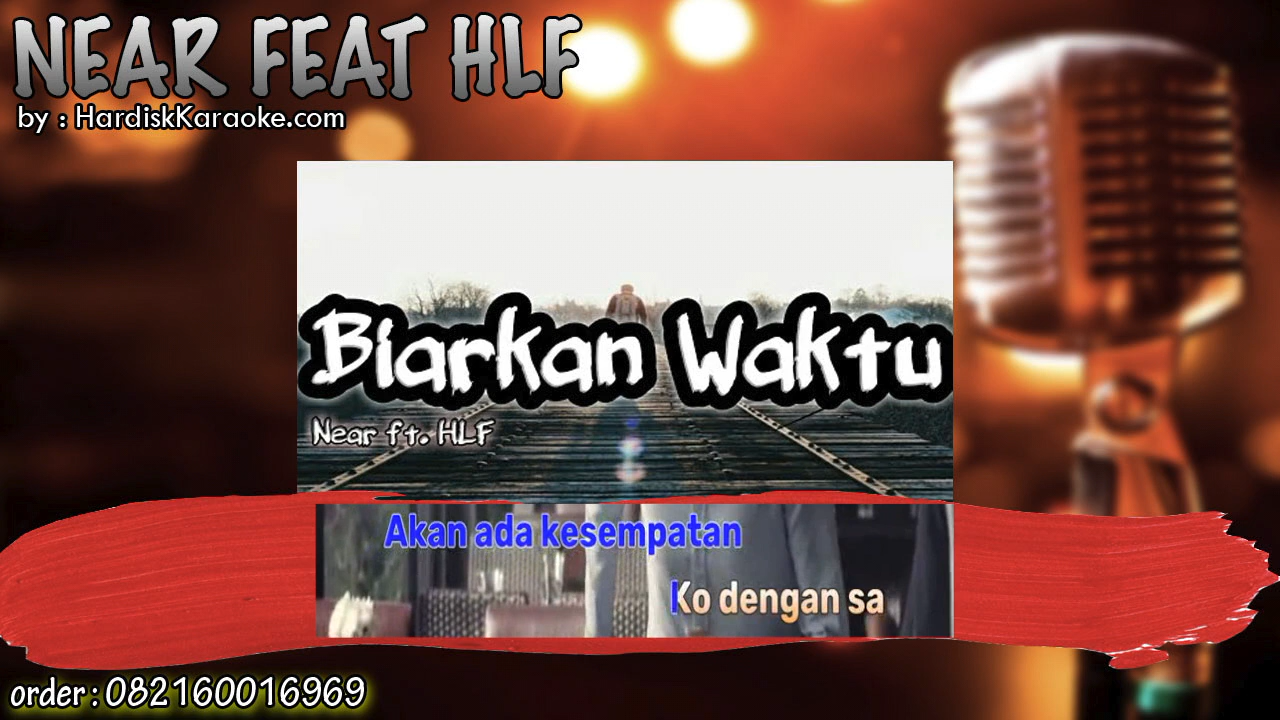 NEAR FEAT HLF
by : HardiskKaraoke.com
Biarkan Waktu
Near ft. HLF
Akan ada kesempatan
Ko dengan sa
order : 082160016969